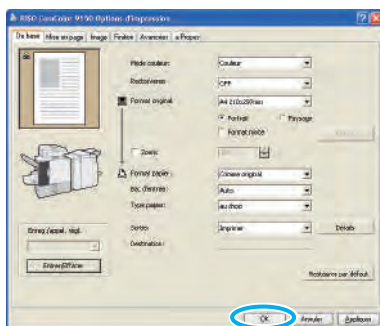 RISO ComColor 9150 Options d'impression
De base Mise en page Image Finition Avancées a Propos
Mode couleur: Couleur
Recto/verso: OFF
Format original: A4 210x297mm
Portrait Paysage
Format mixte
Zoom:
Format papier: Comme original
Bac d'entrée: Auto
Type papier: au choix
Enreg./appel. régl. Sortie: Imprimer Détails
Destination:
Entrer/Effacer
Restaurer par défaut
OK Annuler Appliquer